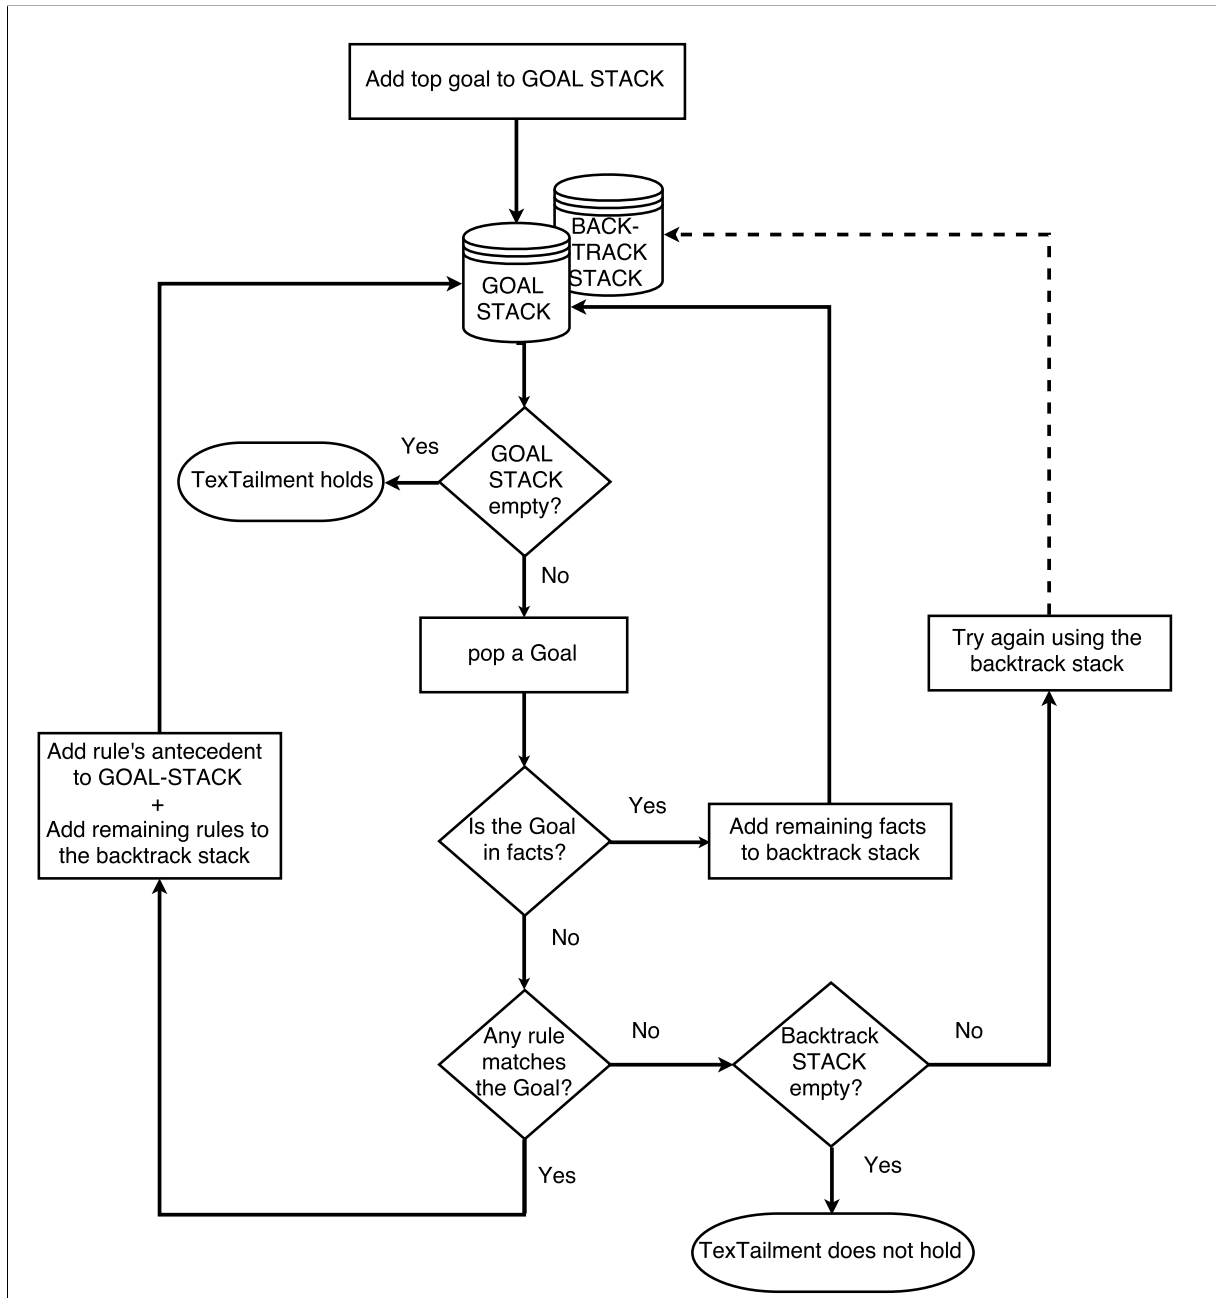 Add top goal to GOAL STACK
BACK-
TRACK
STACK
GOAL
STACK
Yes
GOAL
STACK
empty?
TexTailment holds
No
pop a Goal
Try again using the
backtrack stack
Add rule's antecedent
to GOAL-STACK
+
Add remaining rules to
the backtrack stack
Is the Goal
in facts?
Yes
Add remaining facts
to backtrack stack
No
Any rule
matches
the Goal?
No
Backtrack
STACK
empty?
No
Yes
Yes
TexTailment does not hold